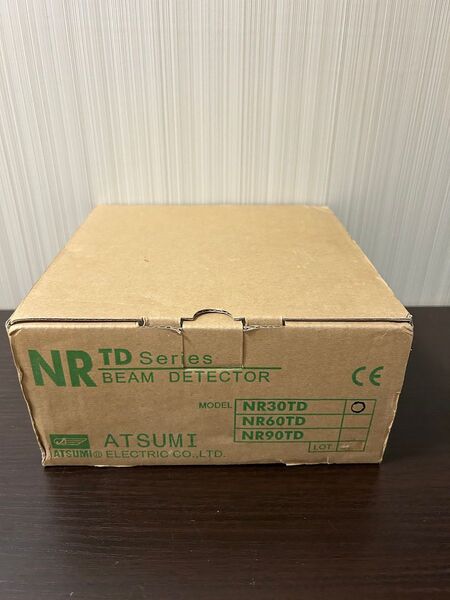 NR TD Series
BEAM DETECTOR
CE
MODEL NR30TD
NR60TD
NR90TD
LOT
ATSUMI
ATSUMI ELECTRIC CO.,LTD.